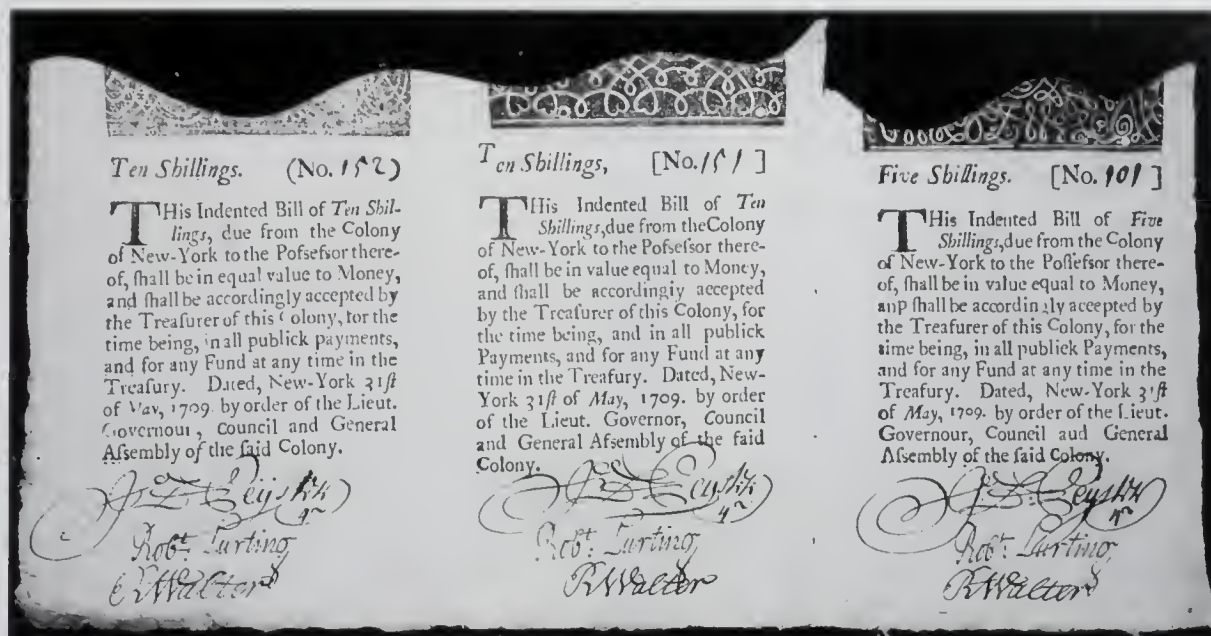 Ten Shillings. (No. 152)
THis Indented Bill of Ten Shil-
lings, due from the Colony
of New-York to the Poſseſsor there-
of, ſhall be in equal value to Money,
and ſhall be accordingly accepted by
the Treaſurer of this Colony, for the
time being, in all publick payments,
and for any Fund at any time in the
Treaſury. Dated, New-York 31ſt
of May, 1709. by order of the Lieut.
Governour, Council and General
Aſsembly of the ſaid Colony.
Robt. Lurting
RWalter
Ten Shillings, [No. 151]
THis Indented Bill of Ten
Shillings,due from theColony
of New-York to the Poſseſsor there-
of, ſhall be in value equal to Money,
and ſhall be accordingly accepted
by the Treaſurer of this Colony, for
the time being, and in all publick
Payments, and for any Fund at any
time in the Treaſury. Dated, New-
York 31ſt of May, 1709. by order
of the Lieut. Governor, Council
and General Aſsembly of the ſaid
Colony.
Robt. Lurting
RWalter
Five Shillings. [No. 101]
THis Indented Bill of Five
Shillings,due from the Colony
of New-York to the Poſſeſsor there-
of, ſhall be in value equal to Money,
anp ſhall be accordingly accepted by
the Treaſurer of this Colony, for the
time being, in all publick Payments,
and for any Fund at any time in the
Treaſury. Dated, New-York 31ſt
of May, 1709. by order of the Lieut.
Governour, Council aud General
Aſsembly of the ſaid Colony.
Robt. Lurting
RWalter